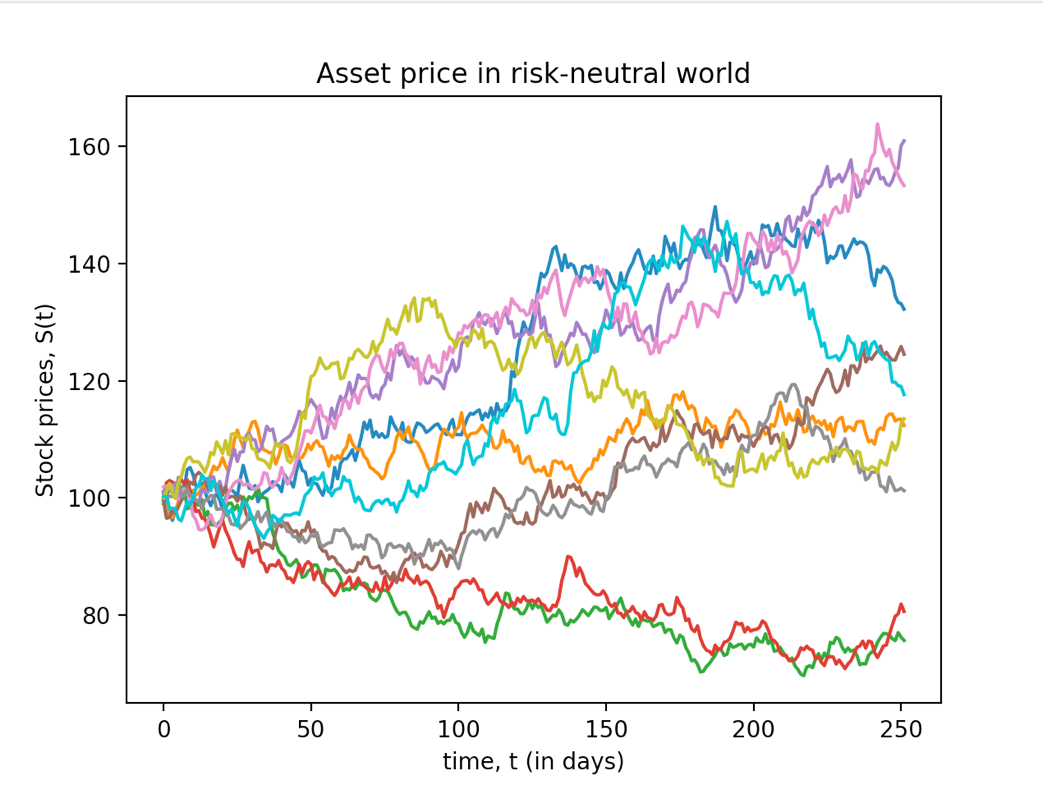 Asset price in risk-neutral world
160
140
120
100
80
Stock prices, S(t)
0 50 100 150 200 250
time, t (in days)